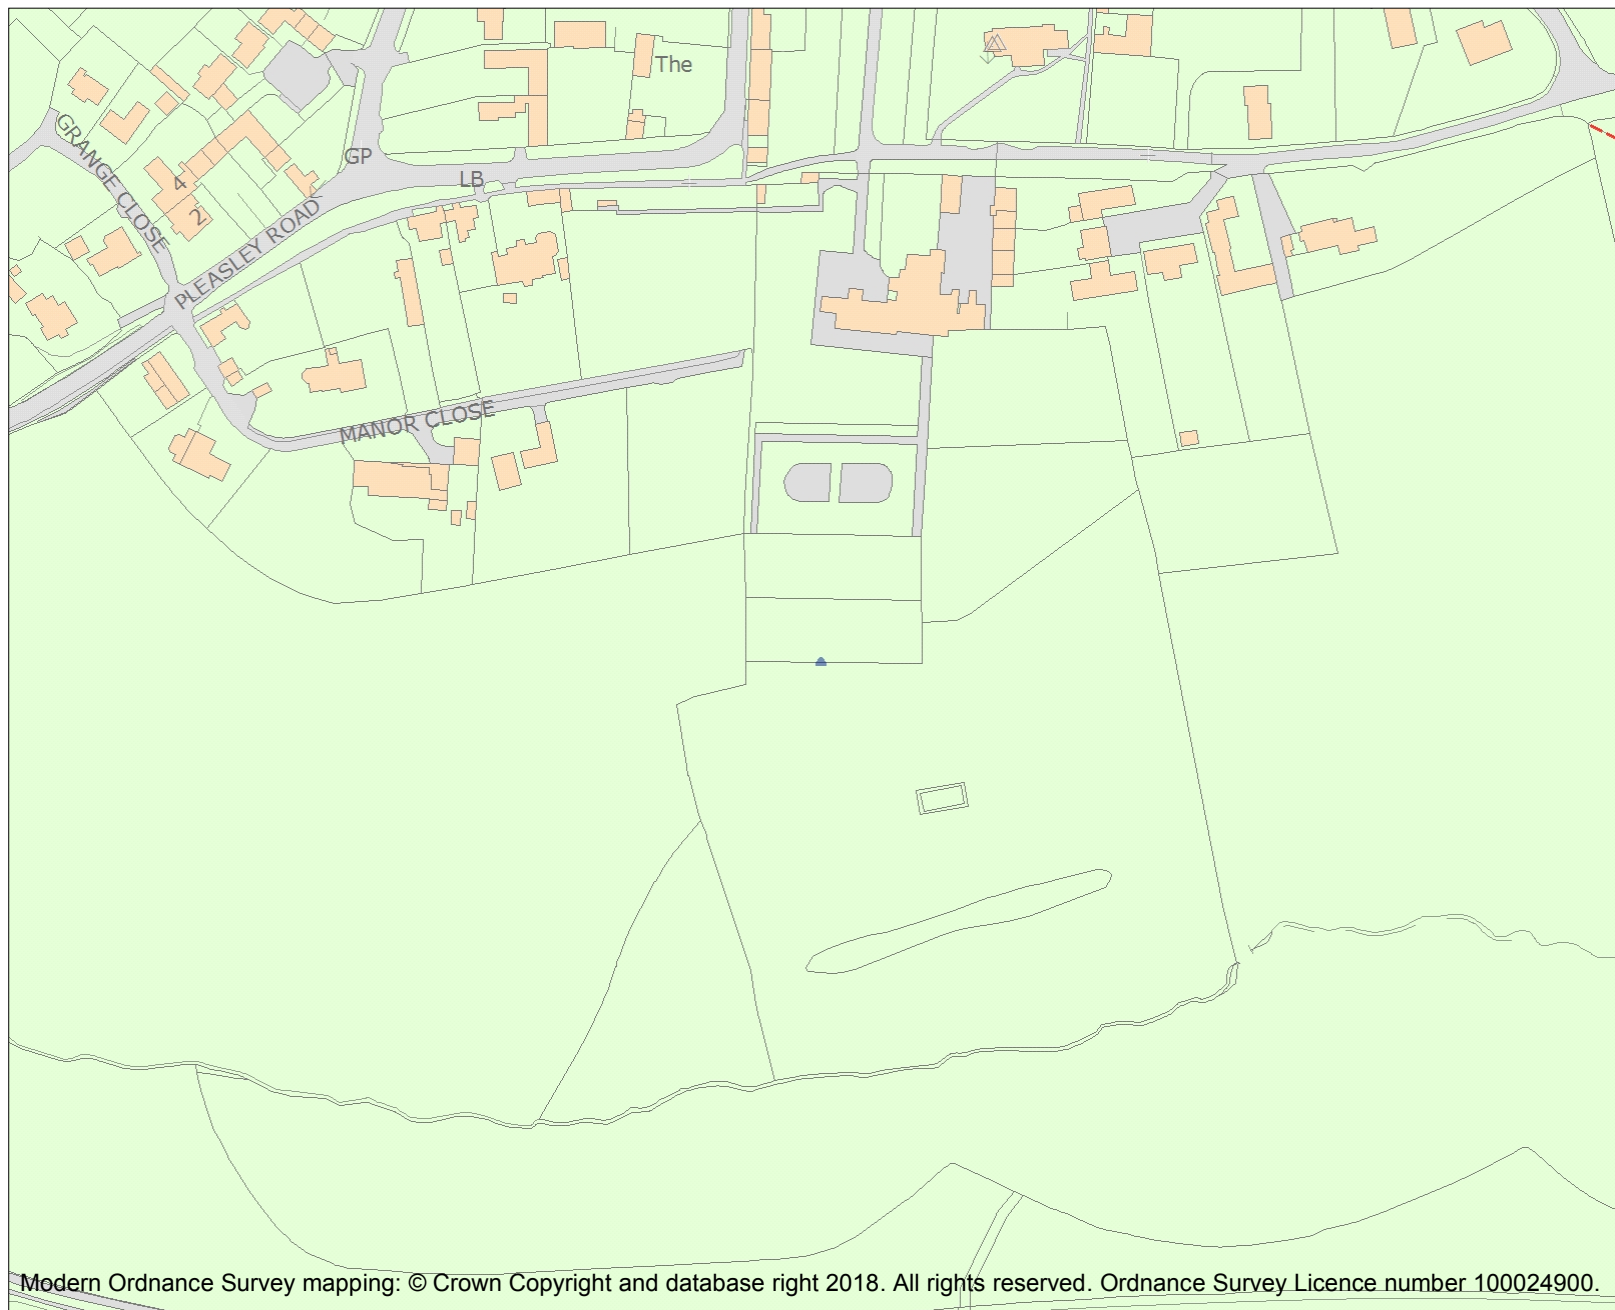 The
GRANGE CLOSE
GP
LB
4
2
PLEASLEY ROAD
MANOR CLOSE
Modern Ordnance Survey mapping: © Crown Copyright and database right 2018. All rights reserved. Ordnance Survey Licence number 100024900.